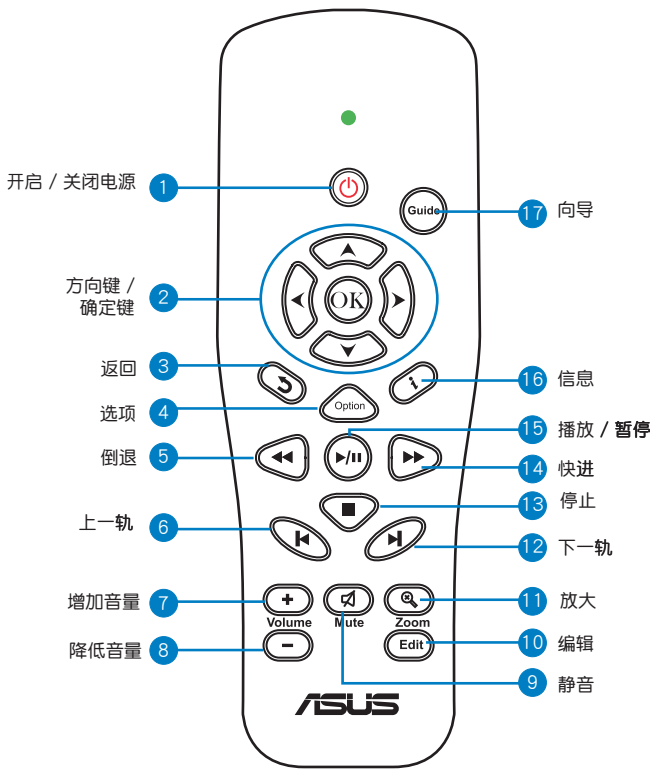 开启 / 关闭电源
1
Guide
17
向导
方向键 /
确定键
2
OK
返回
3
i
16
信息
选项
4
Option
15
播放 / 暂停
倒退
5
14
快进
13
停止
上一轨
6
12
下一轨
增加音量
7
Volume
Mute
Zoom
11
放大
降低音量
8
Edit
10
编辑
9
静音
ASUS